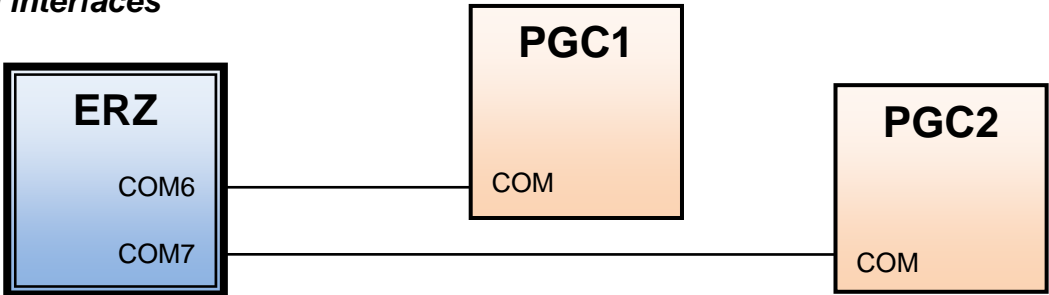 Interfaces
PGC1
ERZ
PGC2
COM6
COM
COM7
COM